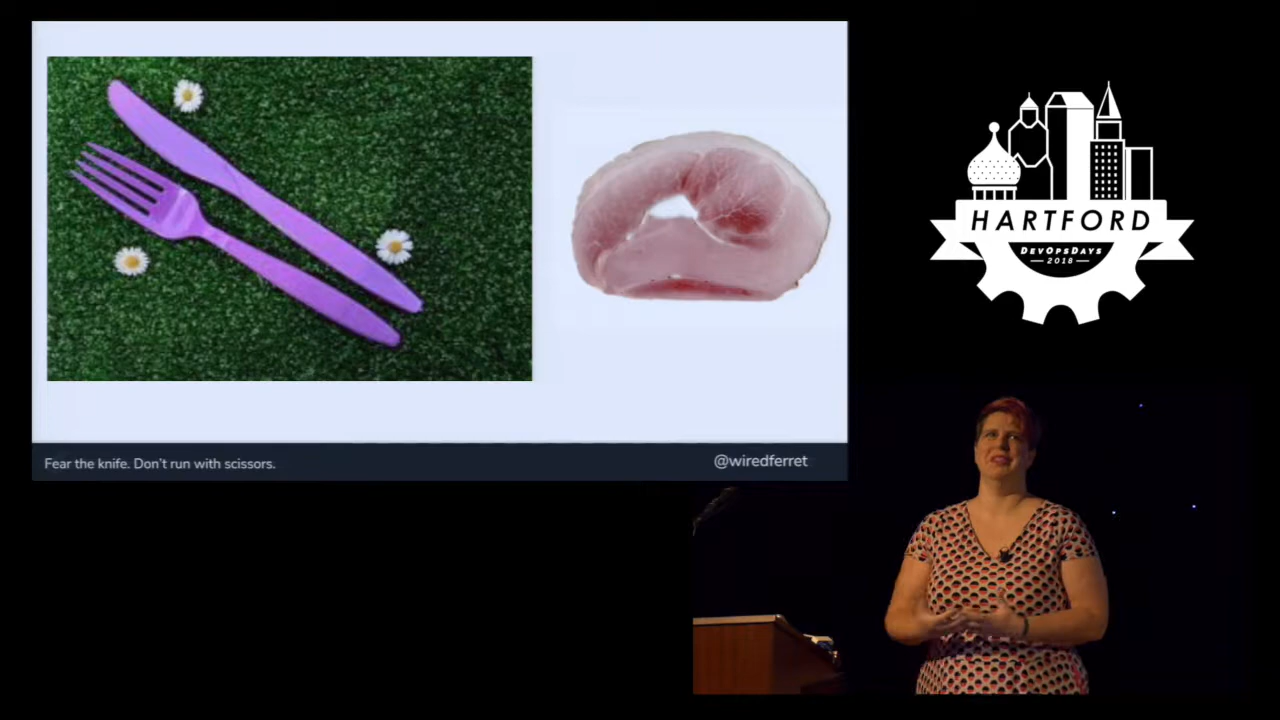 Fear the knife. Don't run with scissors.
@wiredferret
HARTFORD
DEVOPSDAYS
2018